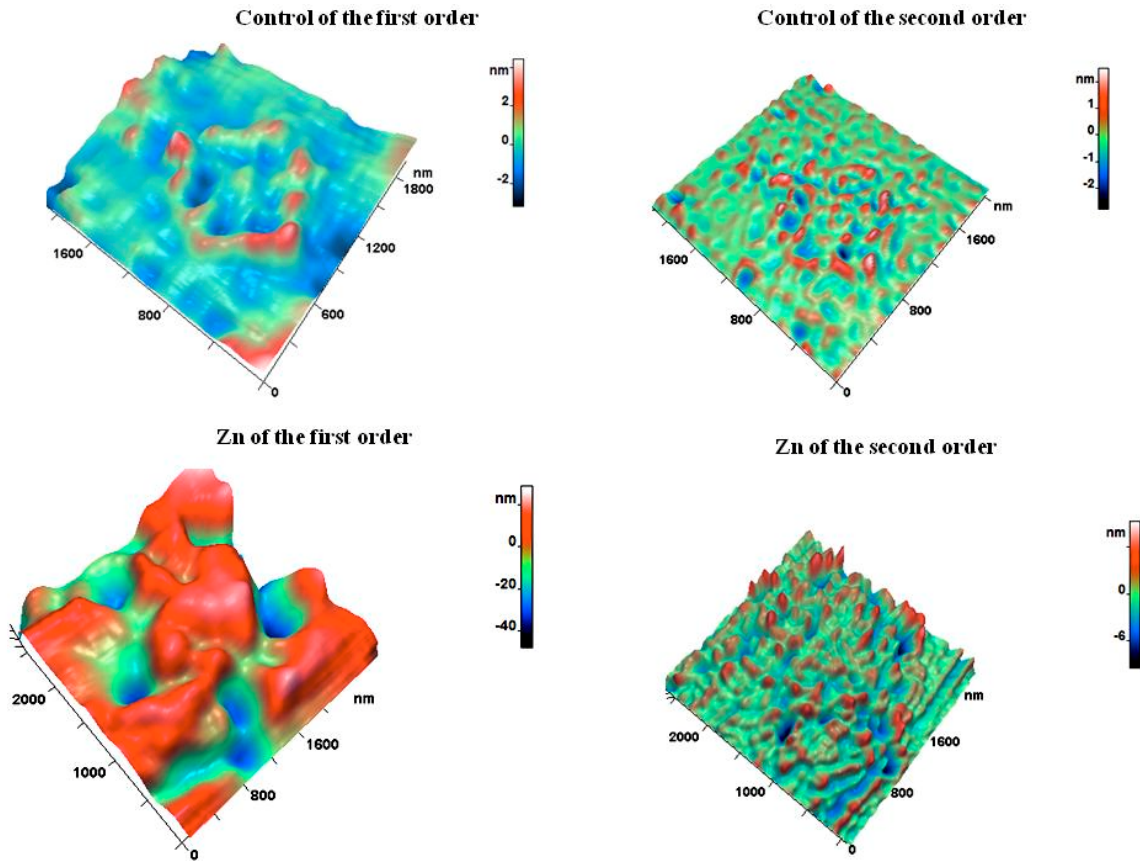 Control of the first order
nm
2
0
-2
nm
1800
1200
600
0
800
1600
Control of the second order
nm
1
0
-1
-2
nm
1600
800
0
800
1600
Zn of the first order
nm
0
-20
-40
nm
1600
800
0
1000
2000
Zn of the second order
nm
0
-6
nm
1600
800
0
1000
2000